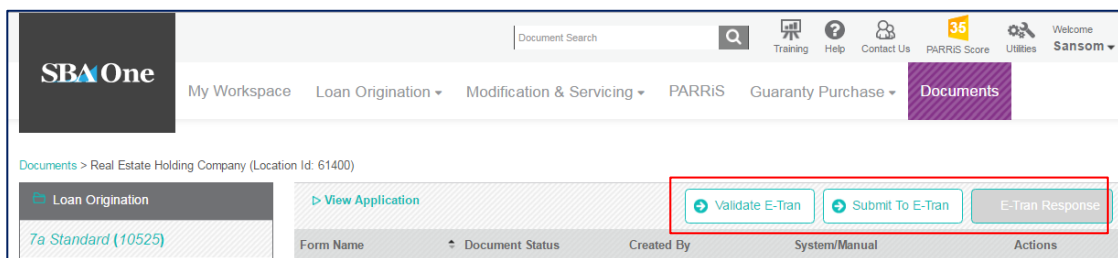 Document Search
35
Training Help Contact Us PARRiS Score Utilities
Welcome
Sansom
SBA One
My Workspace Loan Origination Modification & Servicing PARRiS Guaranty Purchase Documents
Documents > Real Estate Holding Company (Location Id: 61400)
Loan Origination
View Application
Validate E-Tran Submit To E-Tran E-Tran Response
7a Standard (10525)
Form Name Document Status Created By System/Manual Actions